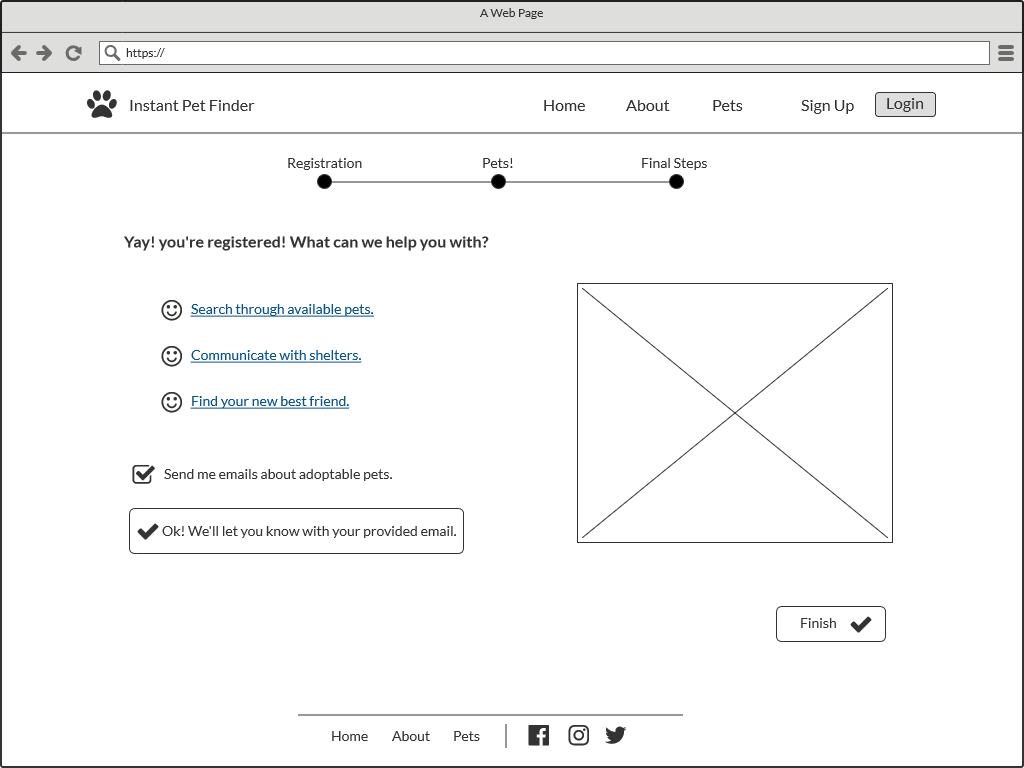 A Web Page
https://
Instant Pet Finder
Home About Pets Sign Up Login
Registration Pets! Final Steps
Yay! you're registered! What can we help you with?
Search through available pets.
Communicate with shelters.
Find your new best friend.
Send me emails about adoptable pets.
Ok! We'll let you know with your provided email.
Finish
Home About Pets